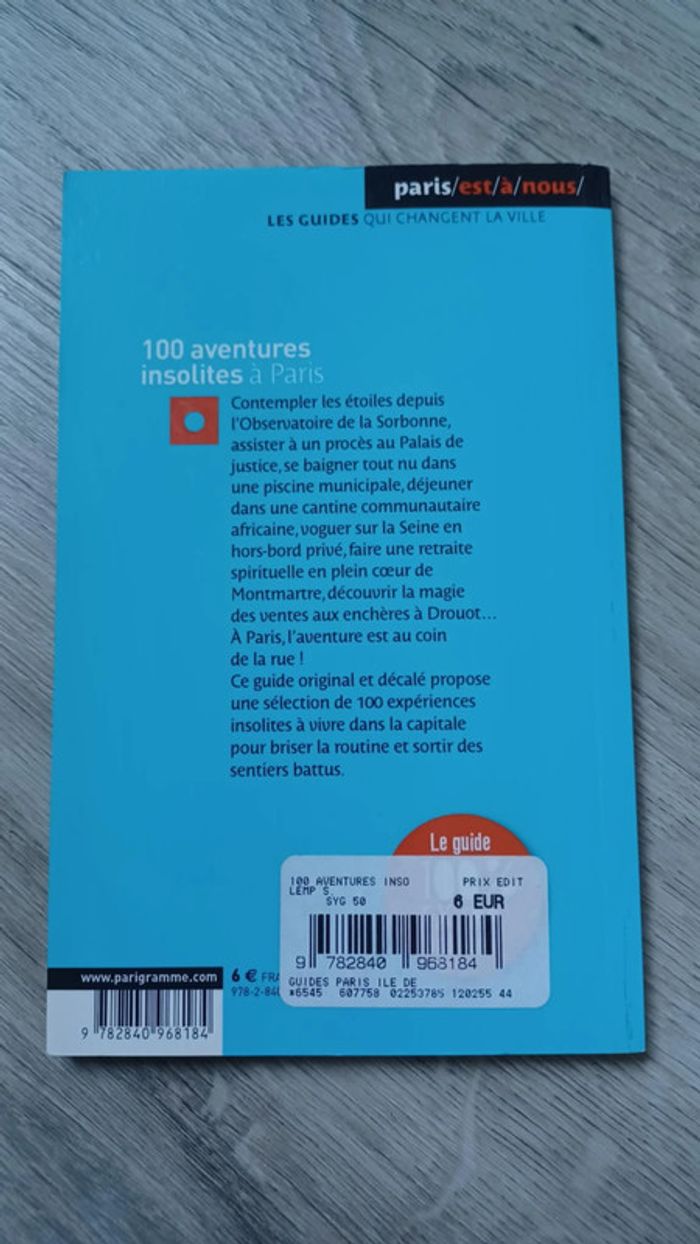 paris/est/à/nous/
LES GUIDES QUI CHANGENT LA VILLE
100 aventures
insolites à Paris
Contempler les étoiles depuis
l'Observatoire de la Sorbonne,
assister à un procès au Palais de
justice, se baigner tout nu dans
une piscine municipale, déjeuner
dans une cantine communautaire
africaine, voguer sur la Seine en
hors-bord privé, faire une retraite
spirituelle en plein cœur de
Montmartre, découvrir la magie
des ventes aux enchères à Drouot...
À Paris, l'aventure est au coin
de la rue !
Ce guide original et décalé propose
une sélection de 100 expériences
insolites à vivre dans la capitale
pour briser la routine et sortir des
sentiers battus.
Le guide
100 AVENTURES INSO PRIX EDIT
LEMP S.
SYG 50 6 EUR
9 782840 968184
GUIDES PARIS ILE DE
*6545 607758 02253785 120255 44
www.parigramme.com
6 € FRA
978-2-840
9 782840 968184